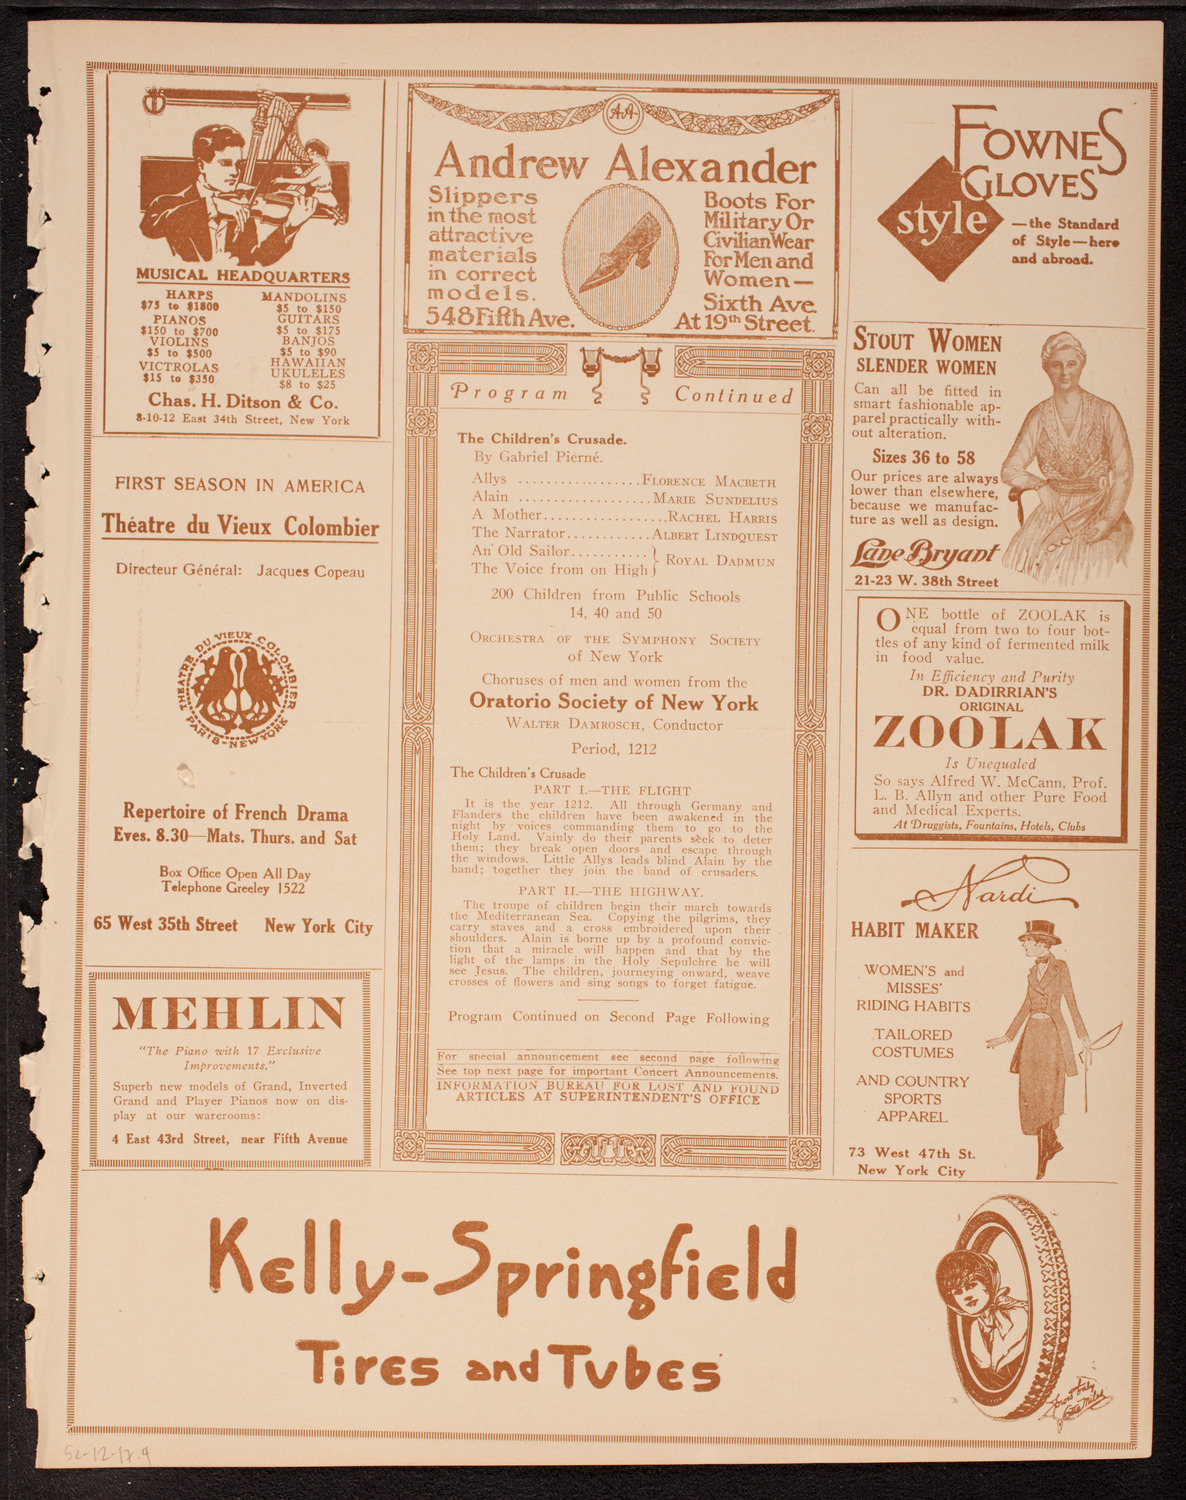 MUSICAL HEADQUARTERS
HARPS
$75 to $1800
PIANOS
$150 to $700
VIOLINS
$5 to $500
VICTROLAS
$15 to $350
MANDOLINS
$5 to $150
GUITARS
$5 to $175
BANJOS
$5 to $90
HAWAIIAN
UKULELES
$8 to $25
Chas. H. Ditson & Co.
8-10-12 East 34th Street, New York
FIRST SEASON IN AMERICA
Théatre du Vieux Colombier
Directeur Général: Jacques Copeau
THEATRE DU VIEUX COLOMBIER
PARIS-NEW YORK
Repertoire of French Drama
Eves. 8.30—Mats. Thurs. and Sat
Box Office Open All Day
Telephone Greeley 1522
65 West 35th Street New York City
MEHLIN
"The Piano with 17 Exclusive
Improvements."
Superb new models of Grand, Inverted
Grand and Player Pianos now on dis-
play at our warerooms:
4 East 43rd Street, near Fifth Avenue
AA
Andrew Alexander
Slippers
in the most
attractive
materials
in correct
models.
548 Fifth Ave.
Boots For
Military Or
Civilian Wear
For Men and
Women—
Sixth Ave.
At 19th Street.
Program Continued
The Children's Crusade.
By Gabriel Pierné.
Allys ..................FLORENCE MACBETH
Alain ....................MARIE SUNDELIUS
A Mother..................RACHEL HARRIS
The Narrator............ALBERT LINDQUEST
An Old Sailor...........} ROYAL DADMUN
The Voice from on High}
200 Children from Public Schools
14, 40 and 50
ORCHESTRA OF THE SYMPHONY SOCIETY
of New York
Choruses of men and women from the
Oratorio Society of New York
WALTER DAMROSCH, Conductor
Period, 1212
The Children's Crusade
PART I.—THE FLIGHT
It is the year 1212. All through Germany and
Flanders the children have been awakened in the
night by voices commanding them to go to the
Holy Land. Vainly do their parents seek to deter
them; they break open doors and escape through
the windows. Little Allys leads blind Alain by the
hand; together they join the band of crusaders.
PART II.—THE HIGHWAY.
The troupe of children begin their march towards
the Mediterranean Sea. Copying the pilgrims, they
carry staves and a cross embroidered upon their
shoulders. Alain is borne up by a profound convic-
tion that a miracle will happen and that by the
light of the lamps in the Holy Sepulchre he will
see Jesus. The children, journeying onward, weave
crosses of flowers and sing songs to forget fatigue.
Program Continued on Second Page Following
For special announcement see second page following
See top next page for important Concert Announcements.
INFORMATION BUREAU FOR LOST AND FOUND
ARTICLES AT SUPERINTENDENT'S OFFICE
FOWNES
GLOVES
style
—the Standard
of Style—here
and abroad.
STOUT WOMEN
SLENDER WOMEN
Can all be fitted in
smart fashionable ap-
parel practically with-
out alteration.
Sizes 36 to 58
Our prices are always
lower than elsewhere,
because we manufac-
ture as well as design.
Lane Bryant
21-23 W. 38th Street
ONE bottle of ZOOLAK is
equal from two to four bot-
tles of any kind of fermented milk
in food value.
In Efficiency and Purity
DR. DADIRRIAN'S
ORIGINAL
ZOOLAK
Is Unequaled
So says Alfred W. McCann, Prof.
L. B. Allyn and other Pure Food
and Medical Experts.
At Druggists, Fountains, Hotels, Clubs
Nardi
HABIT MAKER
WOMEN'S and
MISSES'
RIDING HABITS
TAILORED
COSTUMES
AND COUNTRY
SPORTS
APPAREL
73 West 47th St.
New York City
Kelly-Springfield
Tires and Tubes
52-12-17-9